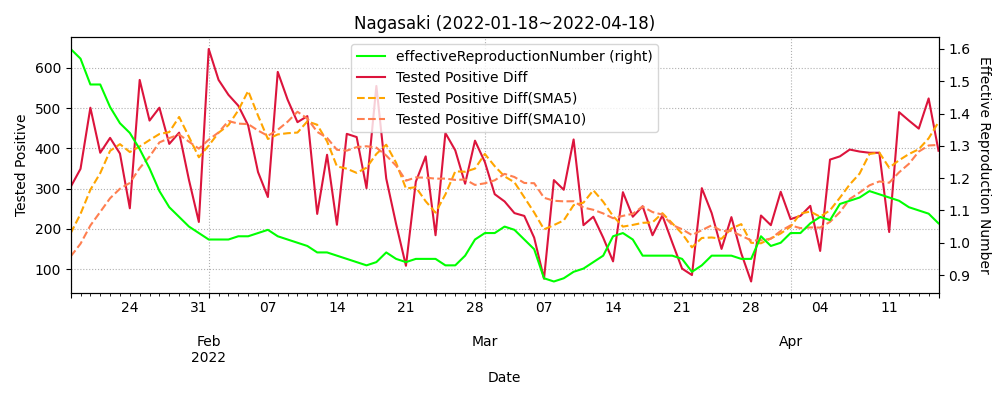 Nagasaki (2022-01-18~2022-04-18)
effectiveReproductionNumber (right)
Tested Positive Diff
Tested Positive Diff(SMA5)
Tested Positive Diff(SMA10)
Tested Positive
600
500
400
300
200
100
1.6
1.5
1.4
1.3
1.2
1.1
1.0
0.9
Effective Reproduction Number
24 31 07 14 21 28 07 14 21 28 04 11
Feb Mar Apr
2022
Date